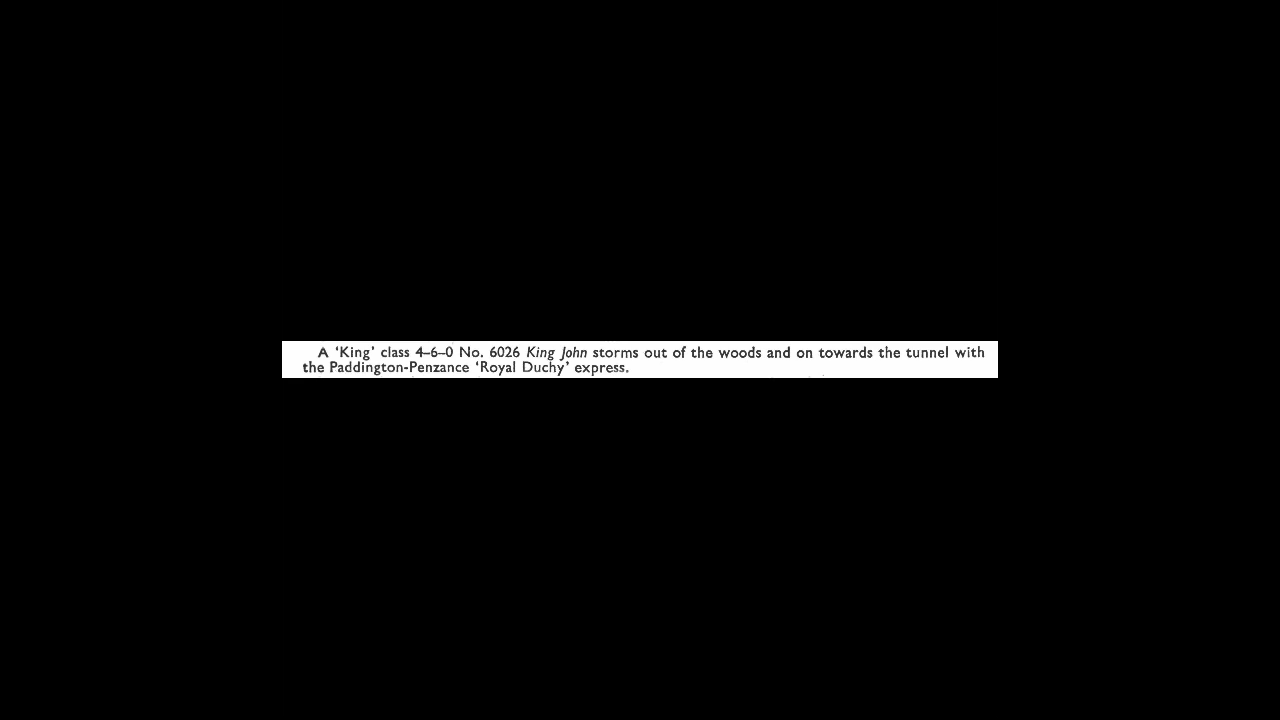 A ‘King’ class 4–6–0 No. 6026 King John storms out of the woods and on towards the tunnel with
the Paddington-Penzance ‘Royal Duchy’ express.